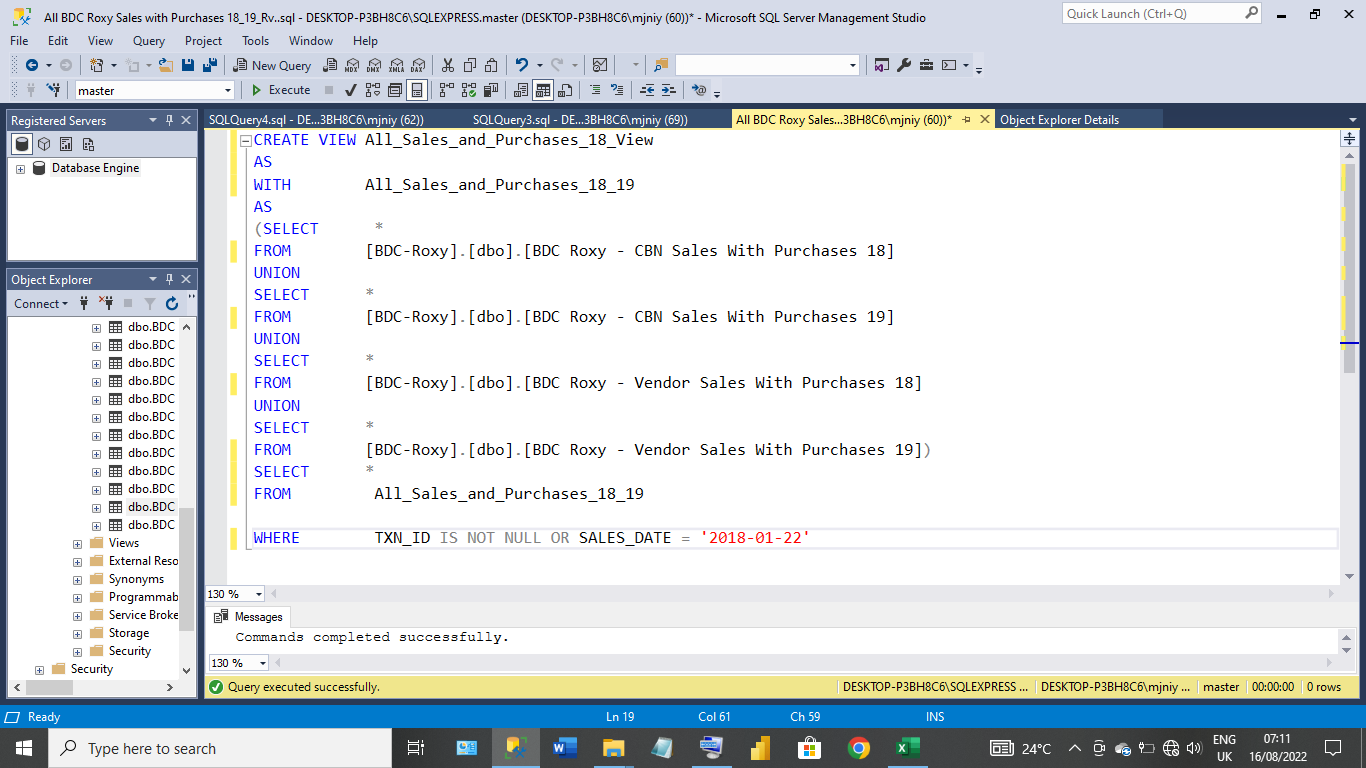 All BDC Roxy Sales with Purchases 18_19_Rv..sql - DESKTOP-P3BH8C6\SQLEXPRESS.master (DESKTOP-P3BH8C6\mjniy (60))* - Microsoft SQL Server Management Studio
Quick Launch (Ctrl+Q)
File Edit View Query Project Tools Window Help
New Query
MDX DMX XMLA DAX
master
Execute
Registered Servers
SQLQuery4.sql - DE...3BH8C6\mjniy (62)) SQLQuery3.sql - DE...3BH8C6\mjniy (69)) All BDC Roxy Sales...3BH8C6\mjniy (60))* Object Explorer Details
Database Engine
Object Explorer
Connect
dbo.BDC
dbo.BDC
dbo.BDC
dbo.BDC
dbo.BDC
dbo.BDC
dbo.BDC
dbo.BDC
dbo.BDC
dbo.BDC
dbo.BDC
dbo.BDC
Views
External Reso
Synonyms
Programmab
Service Broke
Storage
Security
Security
CREATE VIEW All_Sales_and_Purchases_18_View
AS
WITH All_Sales_and_Purchases_18_19
AS
(SELECT *
FROM [BDC-Roxy].[dbo].[BDC Roxy - CBN Sales With Purchases 18]
UNION
SELECT *
FROM [BDC-Roxy].[dbo].[BDC Roxy - CBN Sales With Purchases 19]
UNION
SELECT *
FROM [BDC-Roxy].[dbo].[BDC Roxy - Vendor Sales With Purchases 18]
UNION
SELECT *
FROM [BDC-Roxy].[dbo].[BDC Roxy - Vendor Sales With Purchases 19])
SELECT *
FROM All_Sales_and_Purchases_18_19
WHERE TXN_ID IS NOT NULL OR SALES_DATE = '2018-01-22'
130 %
Messages
Commands completed successfully.
130 %
Query executed successfully. DESKTOP-P3BH8C6\SQLEXPRESS ... DESKTOP-P3BH8C6\mjniy ... master 00:00:00 0 rows
Ready Ln 19 Col 61 Ch 59 INS
Type here to search
24°C
ENG
UK
07:11
16/08/2022